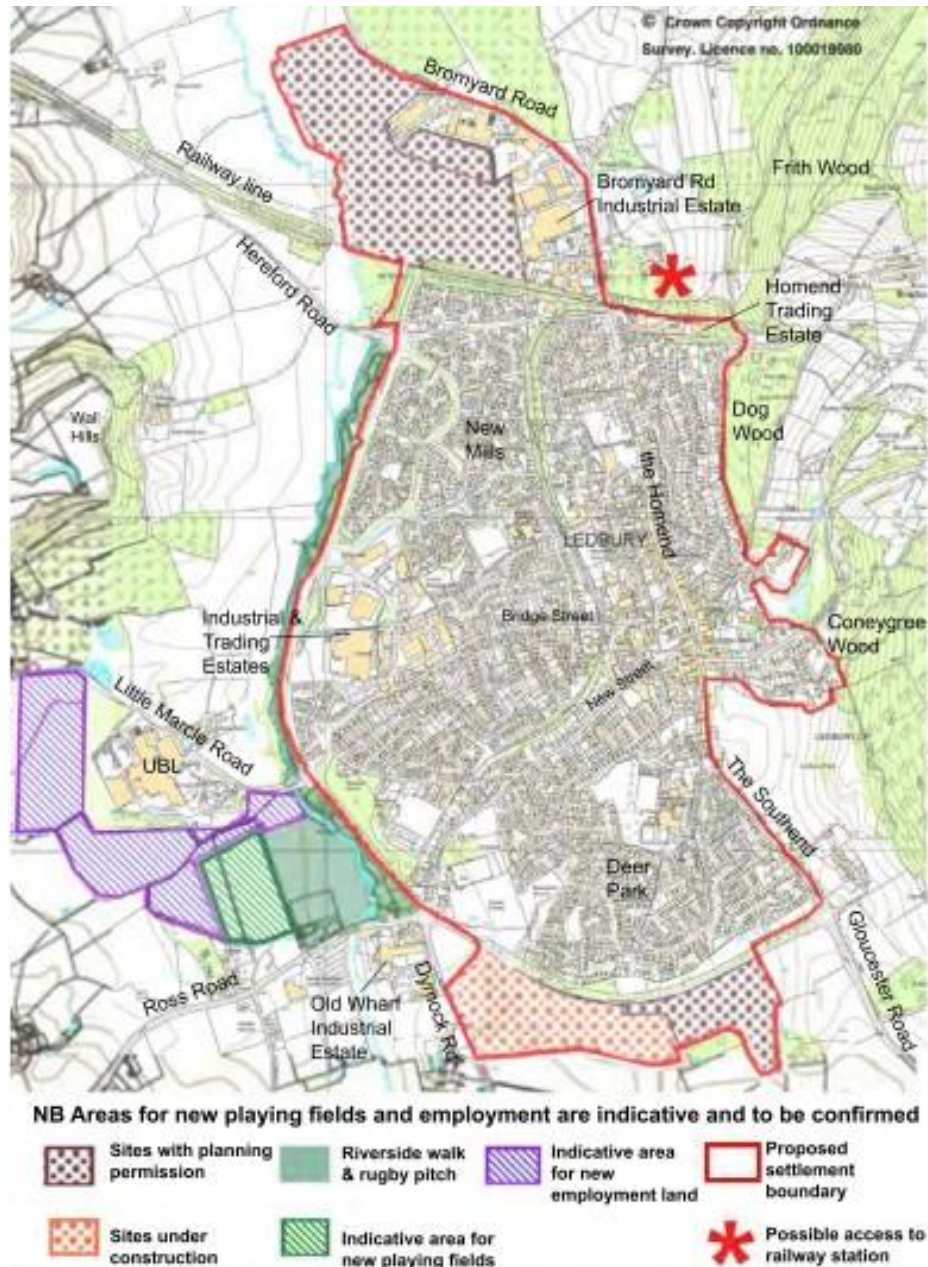 © Crown Copyright Ordnance
Survey. Licence no. 100019980
Bromyard Road
Railway line
Frith Wood
Bromyard Rd
Industrial Estate
Hereford Road
Homend
Trading
Estate
Wall
Hills
New
Mills
Dog
Wood
the Homend
LEDBURY
Industrial &
Trading
Estates
Bridge Street
Coneygree
Wood
New Street
Little Marcle Road
UBL
The Southend
Deer
Park
Gloucester Road
Ross Road
Old Wharf
Industrial
Estate
Dymock Rd
NB Areas for new playing fields and employment are indicative and to be confirmed
Sites with planning
permission
Riverside walk
& rugby pitch
Indicative area
for new
employment land
Proposed
settlement
boundary
Sites under
construction
Indicative area for
new playing fields
Possible access to
railway station